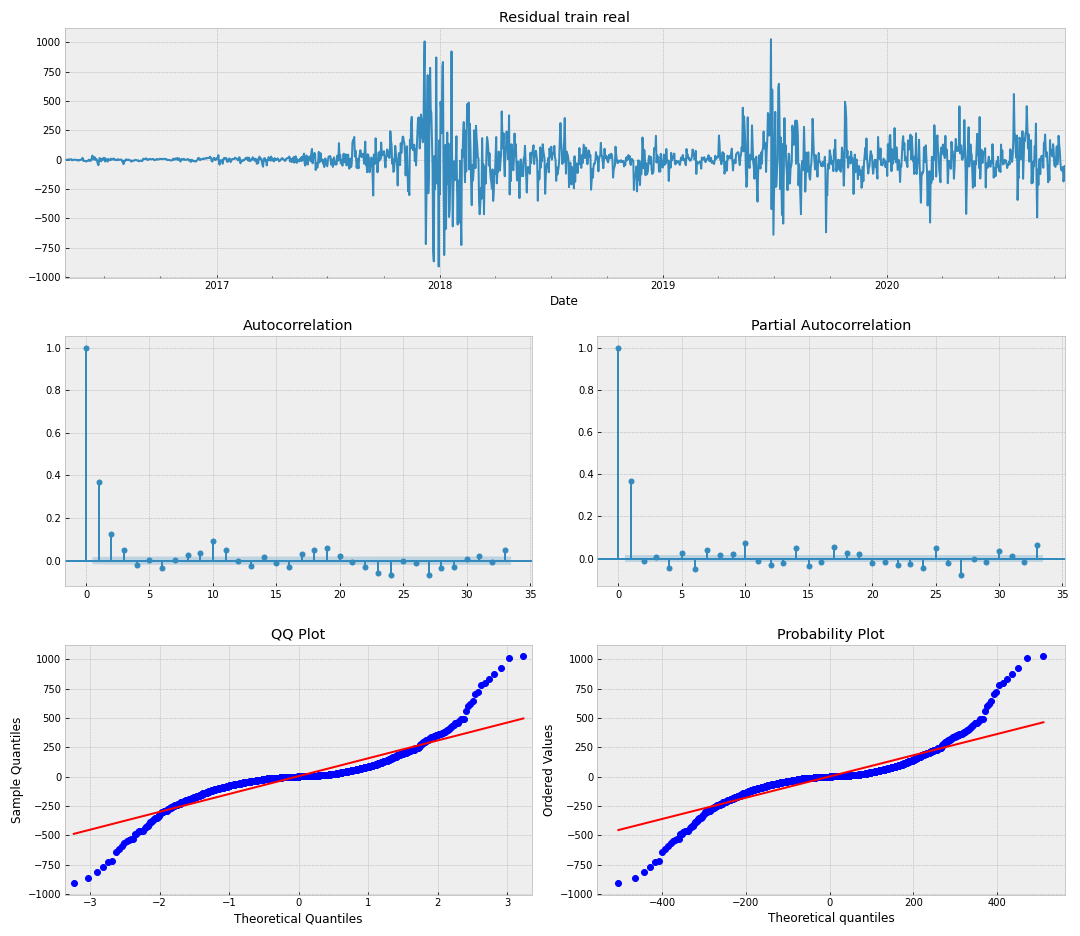 Residual train real
1000
750
500
250
0
−250
−500
−750
−1000
2017 2018 2019 2020
Date
Autocorrelation
1.0
0.8
0.6
0.4
0.2
0.0
0 5 10 15 20 25 30 35
Partial Autocorrelation
1.0
0.8
0.6
0.4
0.2
0.0
0 5 10 15 20 25 30 35
QQ Plot
Sample Quantiles
1000
750
500
250
0
−250
−500
−750
−1000
−3 −2 −1 0 1 2 3
Theoretical Quantiles
Probability Plot
Ordered Values
1000
750
500
250
0
−250
−500
−750
−1000
−400 −200 0 200 400
Theoretical quantiles